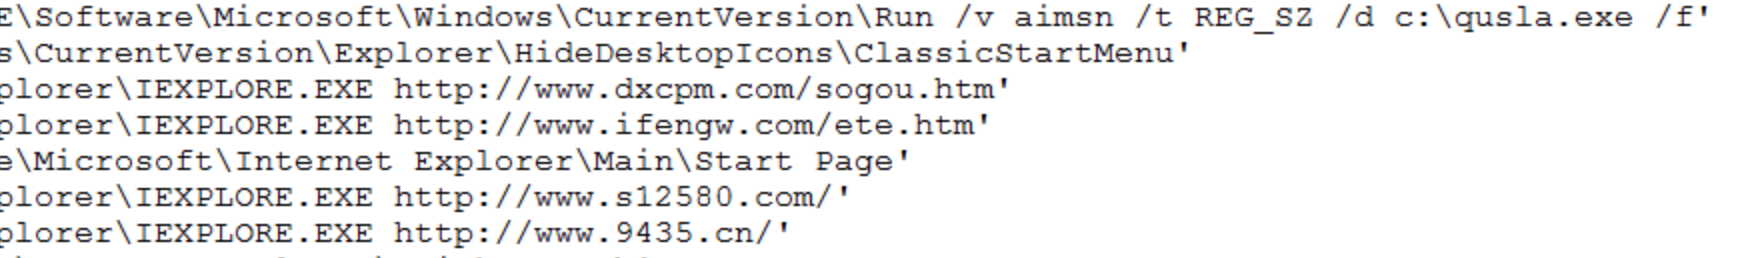 E\Software\Microsoft\Windows\CurrentVersion\Run /v aimsn /t REG_SZ /d c:\qusla.exe /f'
s\CurrentVersion\Explorer\HideDesktopIcons\ClassicStartMenu'
plorer\IEXPLORE.EXE http://www.dxcpm.com/sogou.htm'
plorer\IEXPLORE.EXE http://www.ifengw.com/ete.htm'
e\Microsoft\Internet Explorer\Main\Start Page'
plorer\IEXPLORE.EXE http://www.s12580.com/'
plorer\IEXPLORE.EXE http://www.9435.cn/'